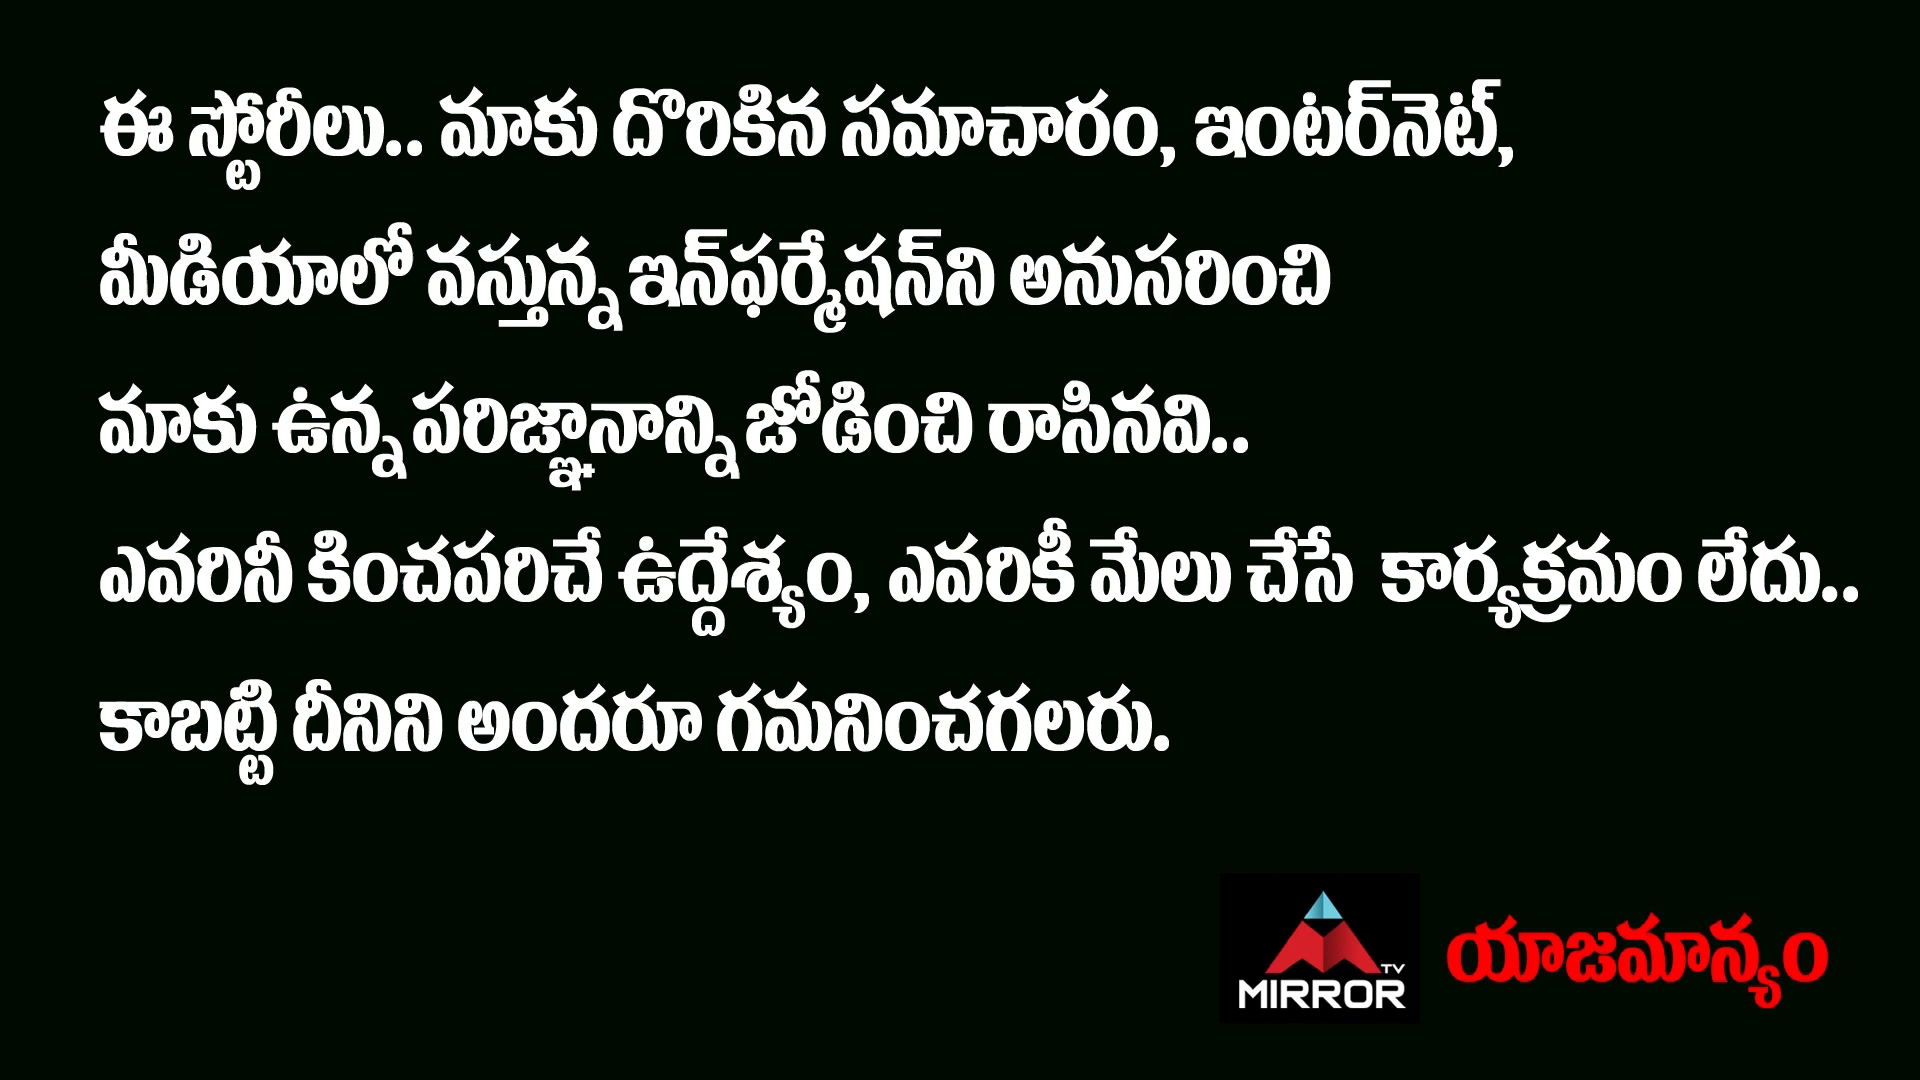 ఈ స్టోరీలు.. మాకు దొరికిన సమాచారం, ఇంటర్‌నెట్,
మీడియాలో వస్తున్న ఇన్‌ఫర్మేషన్‌ని అనుసరించి
మాకు ఉన్న పరిజ్ఞానాన్ని జోడించి రాసినవి..
ఎవరినీ కించపరిచే ఉద్దేశ్యం, ఎవరికీ మేలు చేసే కార్యక్రమం లేదు..
కాబట్టి దీనిని అందరూ గమనించగలరు.
TV
MIRROR
యాజమాన్యం